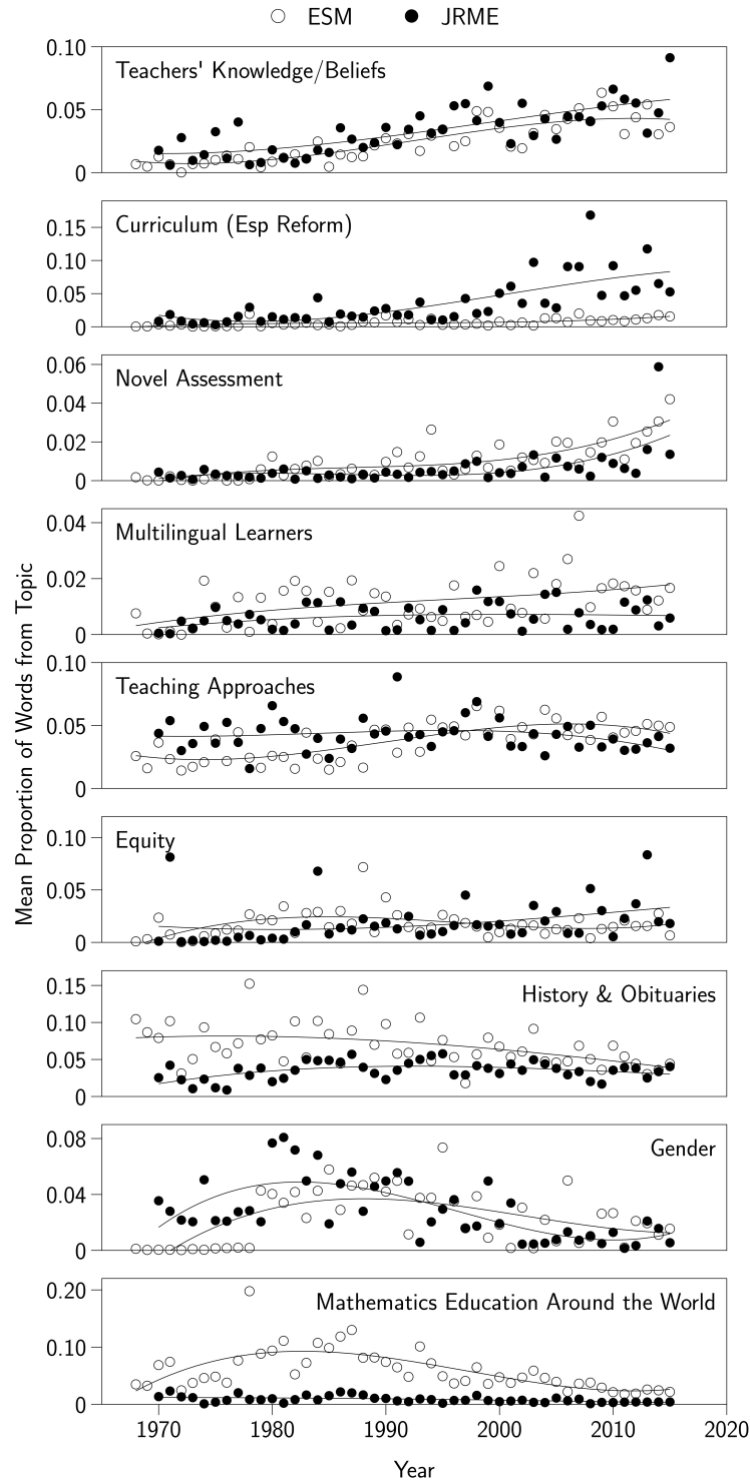 ESM JRME
Teachers' Knowledge/Beliefs
0.10
0.05
0
Curriculum (Esp Reform)
0.15
0.10
0.05
0
Novel Assessment
0.06
0.04
0.02
0
Multilingual Learners
0.04
0.02
0
Teaching Approaches
0.10
0.05
0
Equity
0.10
0.05
0
History & Obituaries
0.15
0.10
0.05
0
Gender
0.08
0.04
0
Mathematics Education Around the World
0.20
0.10
0
Mean Proportion of Words from Topic
1970 1980 1990 2000 2010 2020
Year